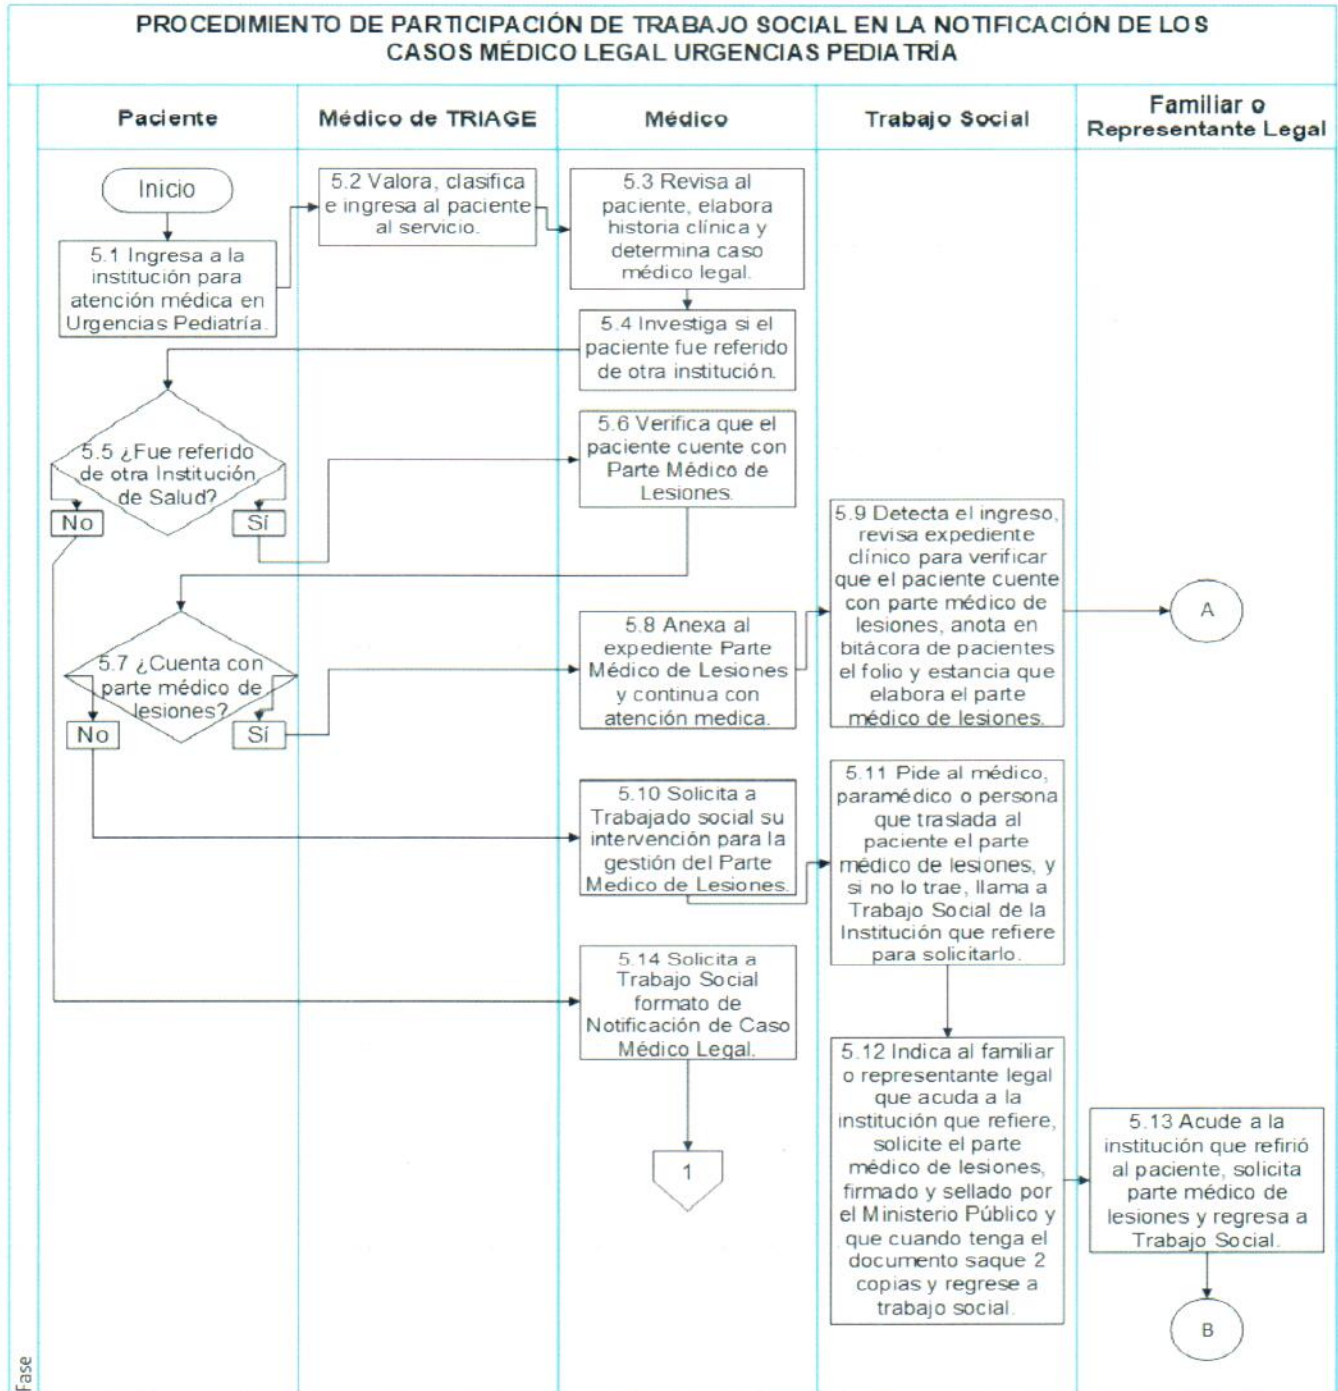 PROCEDIMIENTO DE PARTICIPACIÓN DE TRABAJO SOCIAL EN LA NOTIFICACIÓN DE LOS
CASOS MÉDICO LEGAL URGENCIAS PEDIATRÍA
Paciente
Médico de TRIAGE
Médico
Trabajo Social
Familiar o
Representante Legal
Inicio
5.1 Ingresa a la
institución para
atención médica en
Urgencias Pediatría.
5.2 Valora, clasifica
e ingresa al paciente
al servicio.
5.3 Revisa al
paciente, elabora
historia clínica y
determina caso
médico legal.
5.4 Investiga si el
paciente fue referido
de otra institución.
5.5 ¿Fue referido
de otra Institución
de Salud?
No
Sí
5.6 Verifica que el
paciente cuente con
Parte Médico de
Lesiones.
5.7 ¿Cuenta con
parte médico de
lesiones?
No
Sí
5.8 Anexa al
expediente Parte
Médico de Lesiones
y continua con
atención medica.
5.9 Detecta el ingreso,
revisa expediente
clínico para verificar
que el paciente cuente
con parte médico de
lesiones, anota en
bitácora de pacientes
el folio y estancia que
elabora el parte
médico de lesiones.
A
5.10 Solicita a
Trabajado social su
intervención para la
gestión del Parte
Medico de Lesiones.
5.11 Pide al médico,
paramédico o persona
que traslada al
paciente el parte
médico de lesiones, y
si no lo trae, llama a
Trabajo Social de la
Institución que refiere
para solicitarlo.
5.14 Solicita a
Trabajo Social
formato de
Notificación de Caso
Médico Legal.
1
5.12 Indica al familiar
o representante legal
que acuda a la
institución que refiere,
solicite el parte
médico de lesiones,
firmado y sellado por
el Ministerio Público y
que cuando tenga el
documento saque 2
copias y regrese a
trabajo social.
5.13 Acude a la
institución que refirió
al paciente, solicita
parte médico de
lesiones y regresa a
Trabajo Social.
B
Fase